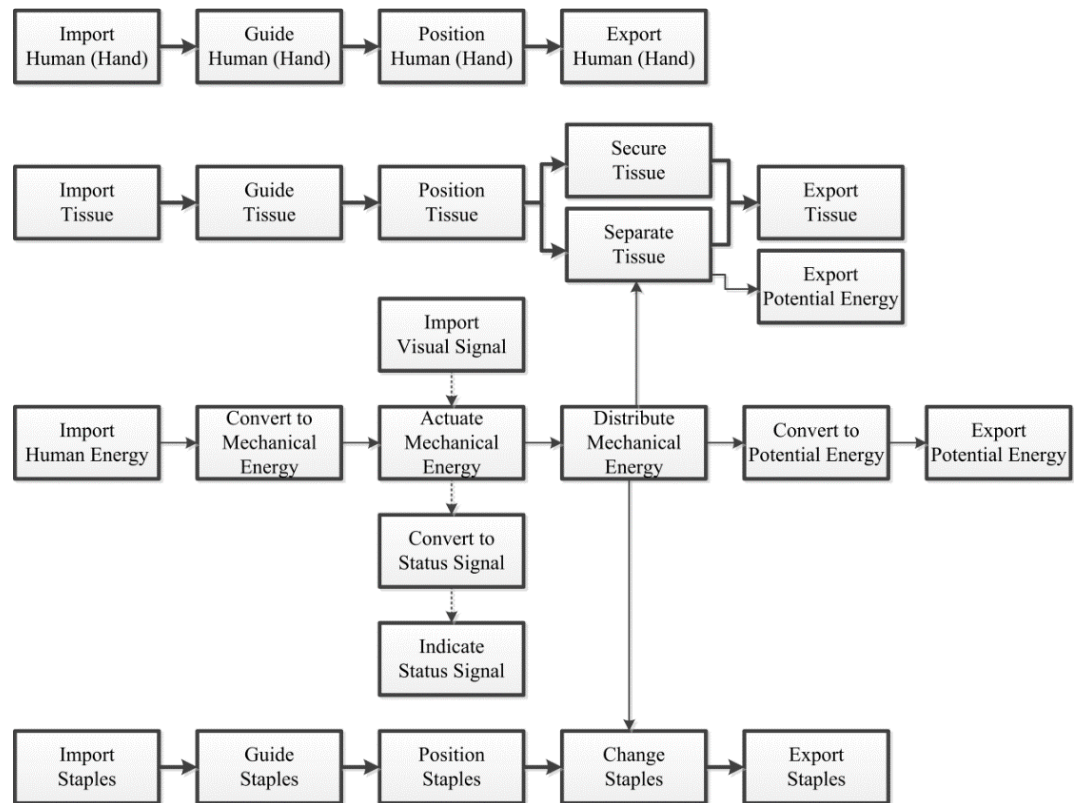 Import
Human (Hand)
Guide
Human (Hand)
Position
Human (Hand)
Export
Human (Hand)
Import
Tissue
Guide
Tissue
Position
Tissue
Secure
Tissue
Separate
Tissue
Export
Tissue
Export
Potential Energy
Import
Visual Signal
Import
Human Energy
Convert to
Mechanical
Energy
Actuate
Mechanical
Energy
Distribute
Mechanical
Energy
Convert to
Potential Energy
Export
Potential Energy
Convert to
Status Signal
Indicate
Status Signal
Import
Staples
Guide
Staples
Position
Staples
Change
Staples
Export
Staples